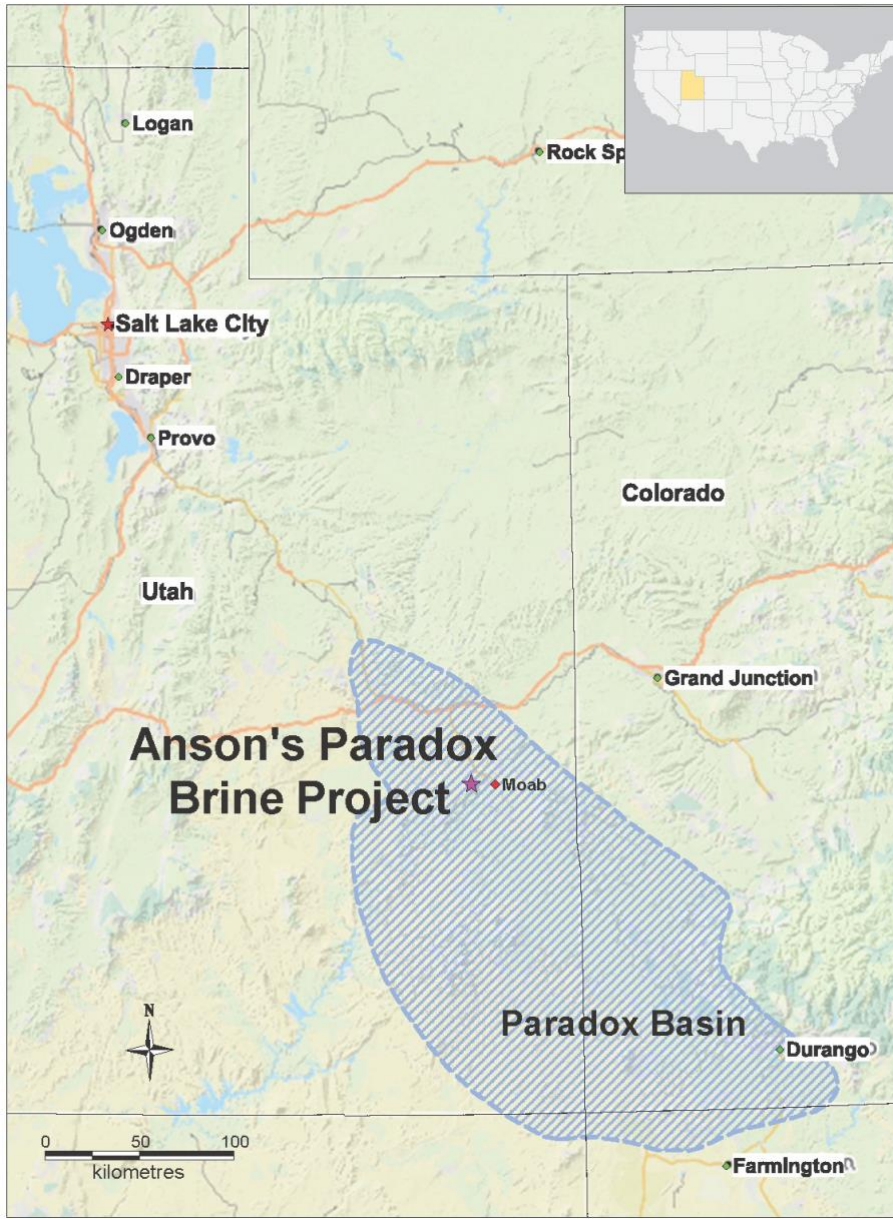 Logan
Rock Sp
Ogden
Salt Lake CIty
Draper
Provo
Colorado
Utah
Grand Junction
Anson's Paradox
Brine Project
Moab
Paradox Basin
N
Durango
0 50 100
kilometres
FarmIngton